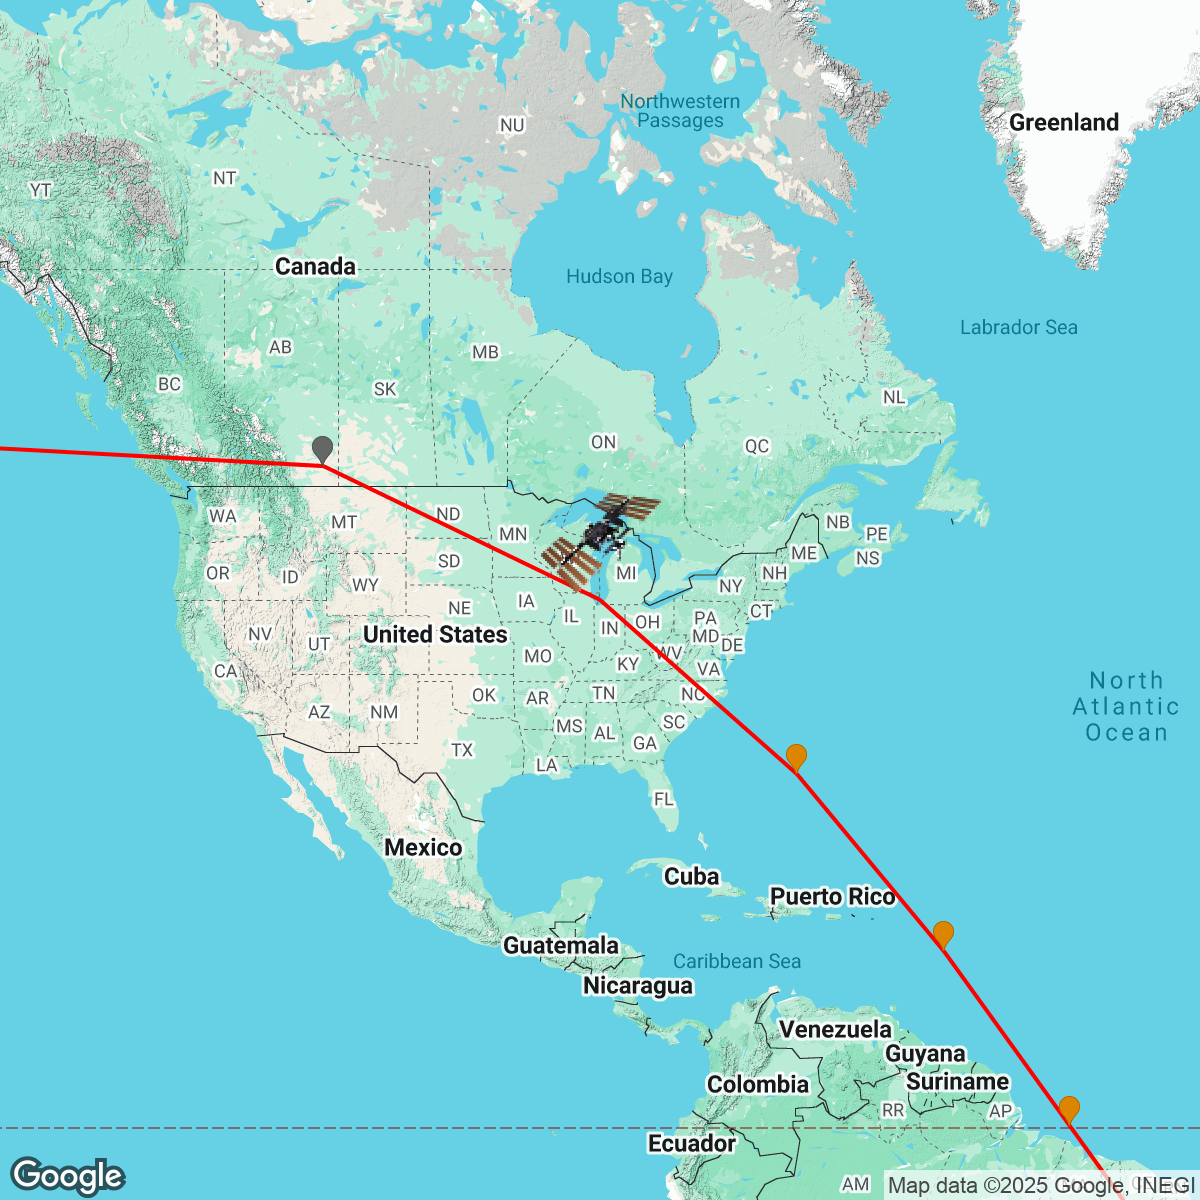 Northwestern
Passages
NU
Greenland
NT
YT
Canada
Hudson Bay
Labrador Sea
AB
MB
BC
SK
NL
ON
QC
WA
MT
ND
MN
NB
PE
ME
NS
OR
ID
WY
SD
MI
NH
NY
CT
NE
IA
IL
IN
OH
PA
MD
DE
NV
UT
United States
MO
KY
WV
VA
CA
AZ
NM
OK
AR
TN
NC
SC
MS
AL
GA
TX
LA
FL
North
Atlantic
Ocean
Mexico
Cuba
Puerto Rico
Guatemala
Caribbean Sea
Nicaragua
Venezuela
Guyana
Suriname
Colombia
RR
AP
Ecuador
AM
Google
Map data ©2025 Google, INEGI